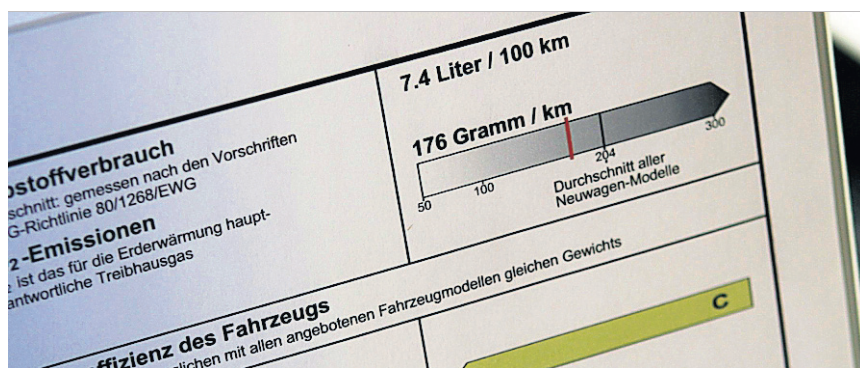 7.4 Liter / 100 km
176 Gramm / km
50
100
204
300
Durchschnitt aller
Neuwagen-Modelle
stoffverbrauch
schnitt: gemessen nach den Vorschriften
G-Richtlinie 80/1268/EWG
2-Emissionen
2 ist das für die Erderwärmung haupt-
antwortliche Treibhausgas
ffizienz des Fahrzeugs
lichen mit allen angebotenen Fahrzeugmodellen gleichen Gewichts
C